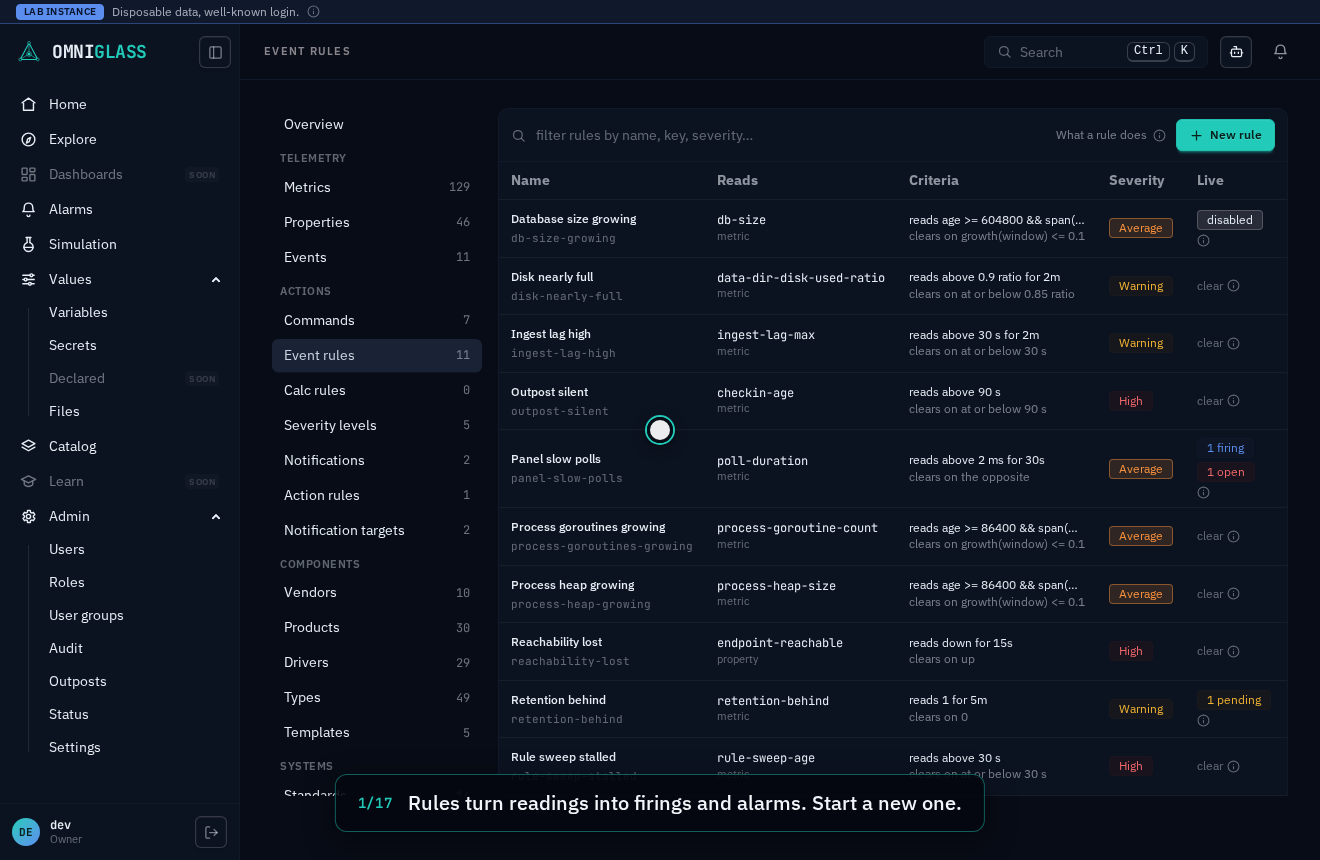 LAB INSTANCE Disposable data, well-known login.
OMNIGLASS
EVENT RULES
Search Ctrl K
Home
Explore
Dashboards SOON
Alarms
Simulation
Values
Variables
Secrets
Declared SOON
Files
Catalog
Learn SOON
Admin
Users
Roles
User groups
Audit
Outposts
Status
Settings
DE dev
Owner
Overview
TELEMETRY
Metrics 129
Properties 46
Events 11
ACTIONS
Commands 7
Event rules 11
Calc rules 0
Severity levels 5
Notifications 2
Action rules 1
Notification targets 2
COMPONENTS
Vendors 10
Products 30
Drivers 29
Types 49
Templates 5
SYSTEMS
filter rules by name, key, severity... What a rule does New rule
Name Reads Criteria Severity Live
Database size growing db-size reads age >= 604800 && span(... Average disabled
db-size-growing metric clears on growth(window) <= 0.1
Disk nearly full data-dir-disk-used-ratio reads above 0.9 ratio for 2m Warning clear
disk-nearly-full metric clears on at or below 0.85 ratio
Ingest lag high ingest-lag-max reads above 30 s for 2m Warning clear
ingest-lag-high metric clears on at or below 30 s
Outpost silent checkin-age reads above 90 s High clear
outpost-silent metric clears on at or below 90 s
Panel slow polls poll-duration reads above 2 ms for 30s Average 1 firing
panel-slow-polls metric clears on the opposite 1 open
Process goroutines growing process-goroutine-count reads age >= 86400 && span(... Average clear
process-goroutines-growing metric clears on growth(window) <= 0.1
Process heap growing process-heap-size reads age >= 86400 && span(... Average clear
process-heap-growing metric clears on growth(window) <= 0.1
Reachability lost endpoint-reachable reads down for 15s High clear
reachability-lost property clears on up
Retention behind retention-behind reads 1 for 5m Warning 1 pending
retention-behind metric clears on 0
Rule sweep stalled rule-sweep-age reads above 30 s High clear
rule-sweep-stalled metric clears on at or below 30 s
1/17 Rules turn readings into firings and alarms. Start a new one.